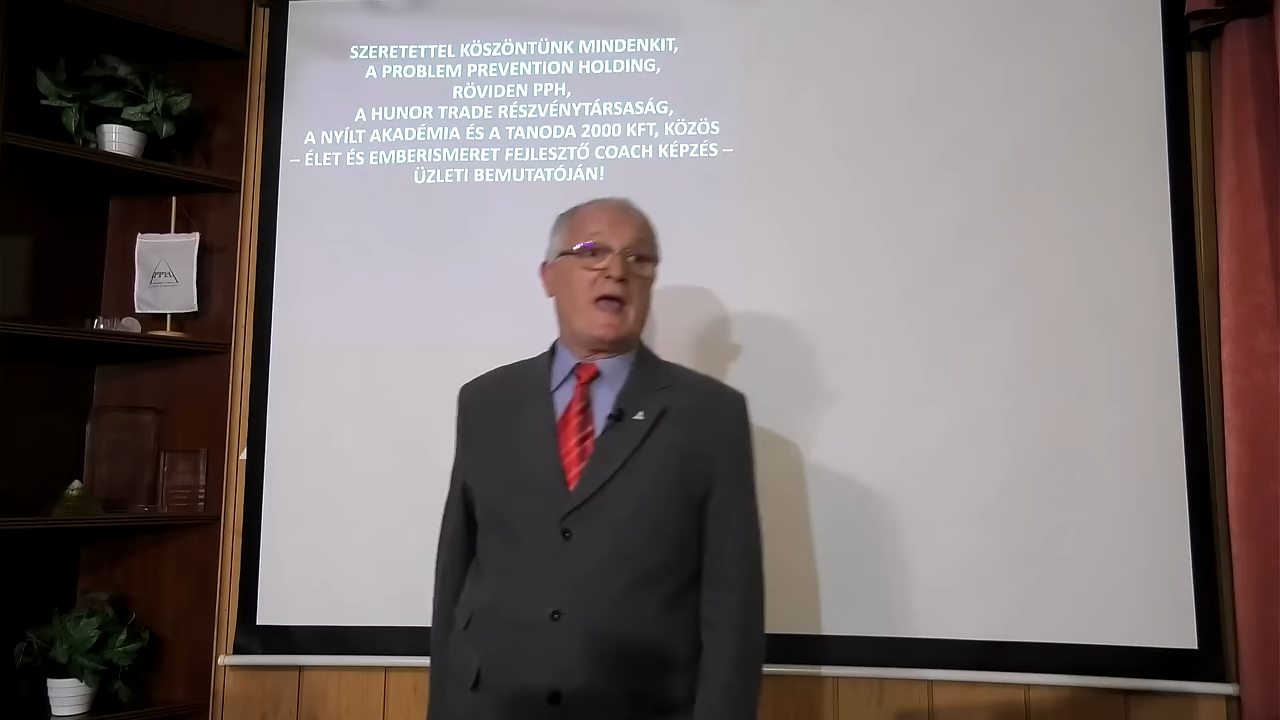 SZERETETTEL KÖSZÖNTÜNK MINDENKIT,
A PROBLEM PREVENTION HOLDING,
RÖVIDEN PPH,
A HUNOR TRADE RÉSZVÉNYTÁRSASÁG,
A NYÍLT AKADÉMIA ÉS A TANODA 2000 KFT, KÖZÖS
– ÉLET ÉS EMBERISMERET FEJLESZTŐ COACH KÉPZÉS –
ÜZLETI BEMUTATÓJÁN!